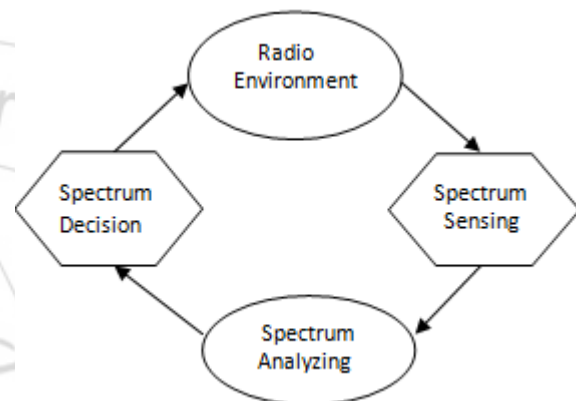 Radio
Environment
Spectrum
Decision
Spectrum
Sensing
Spectrum
Analyzing